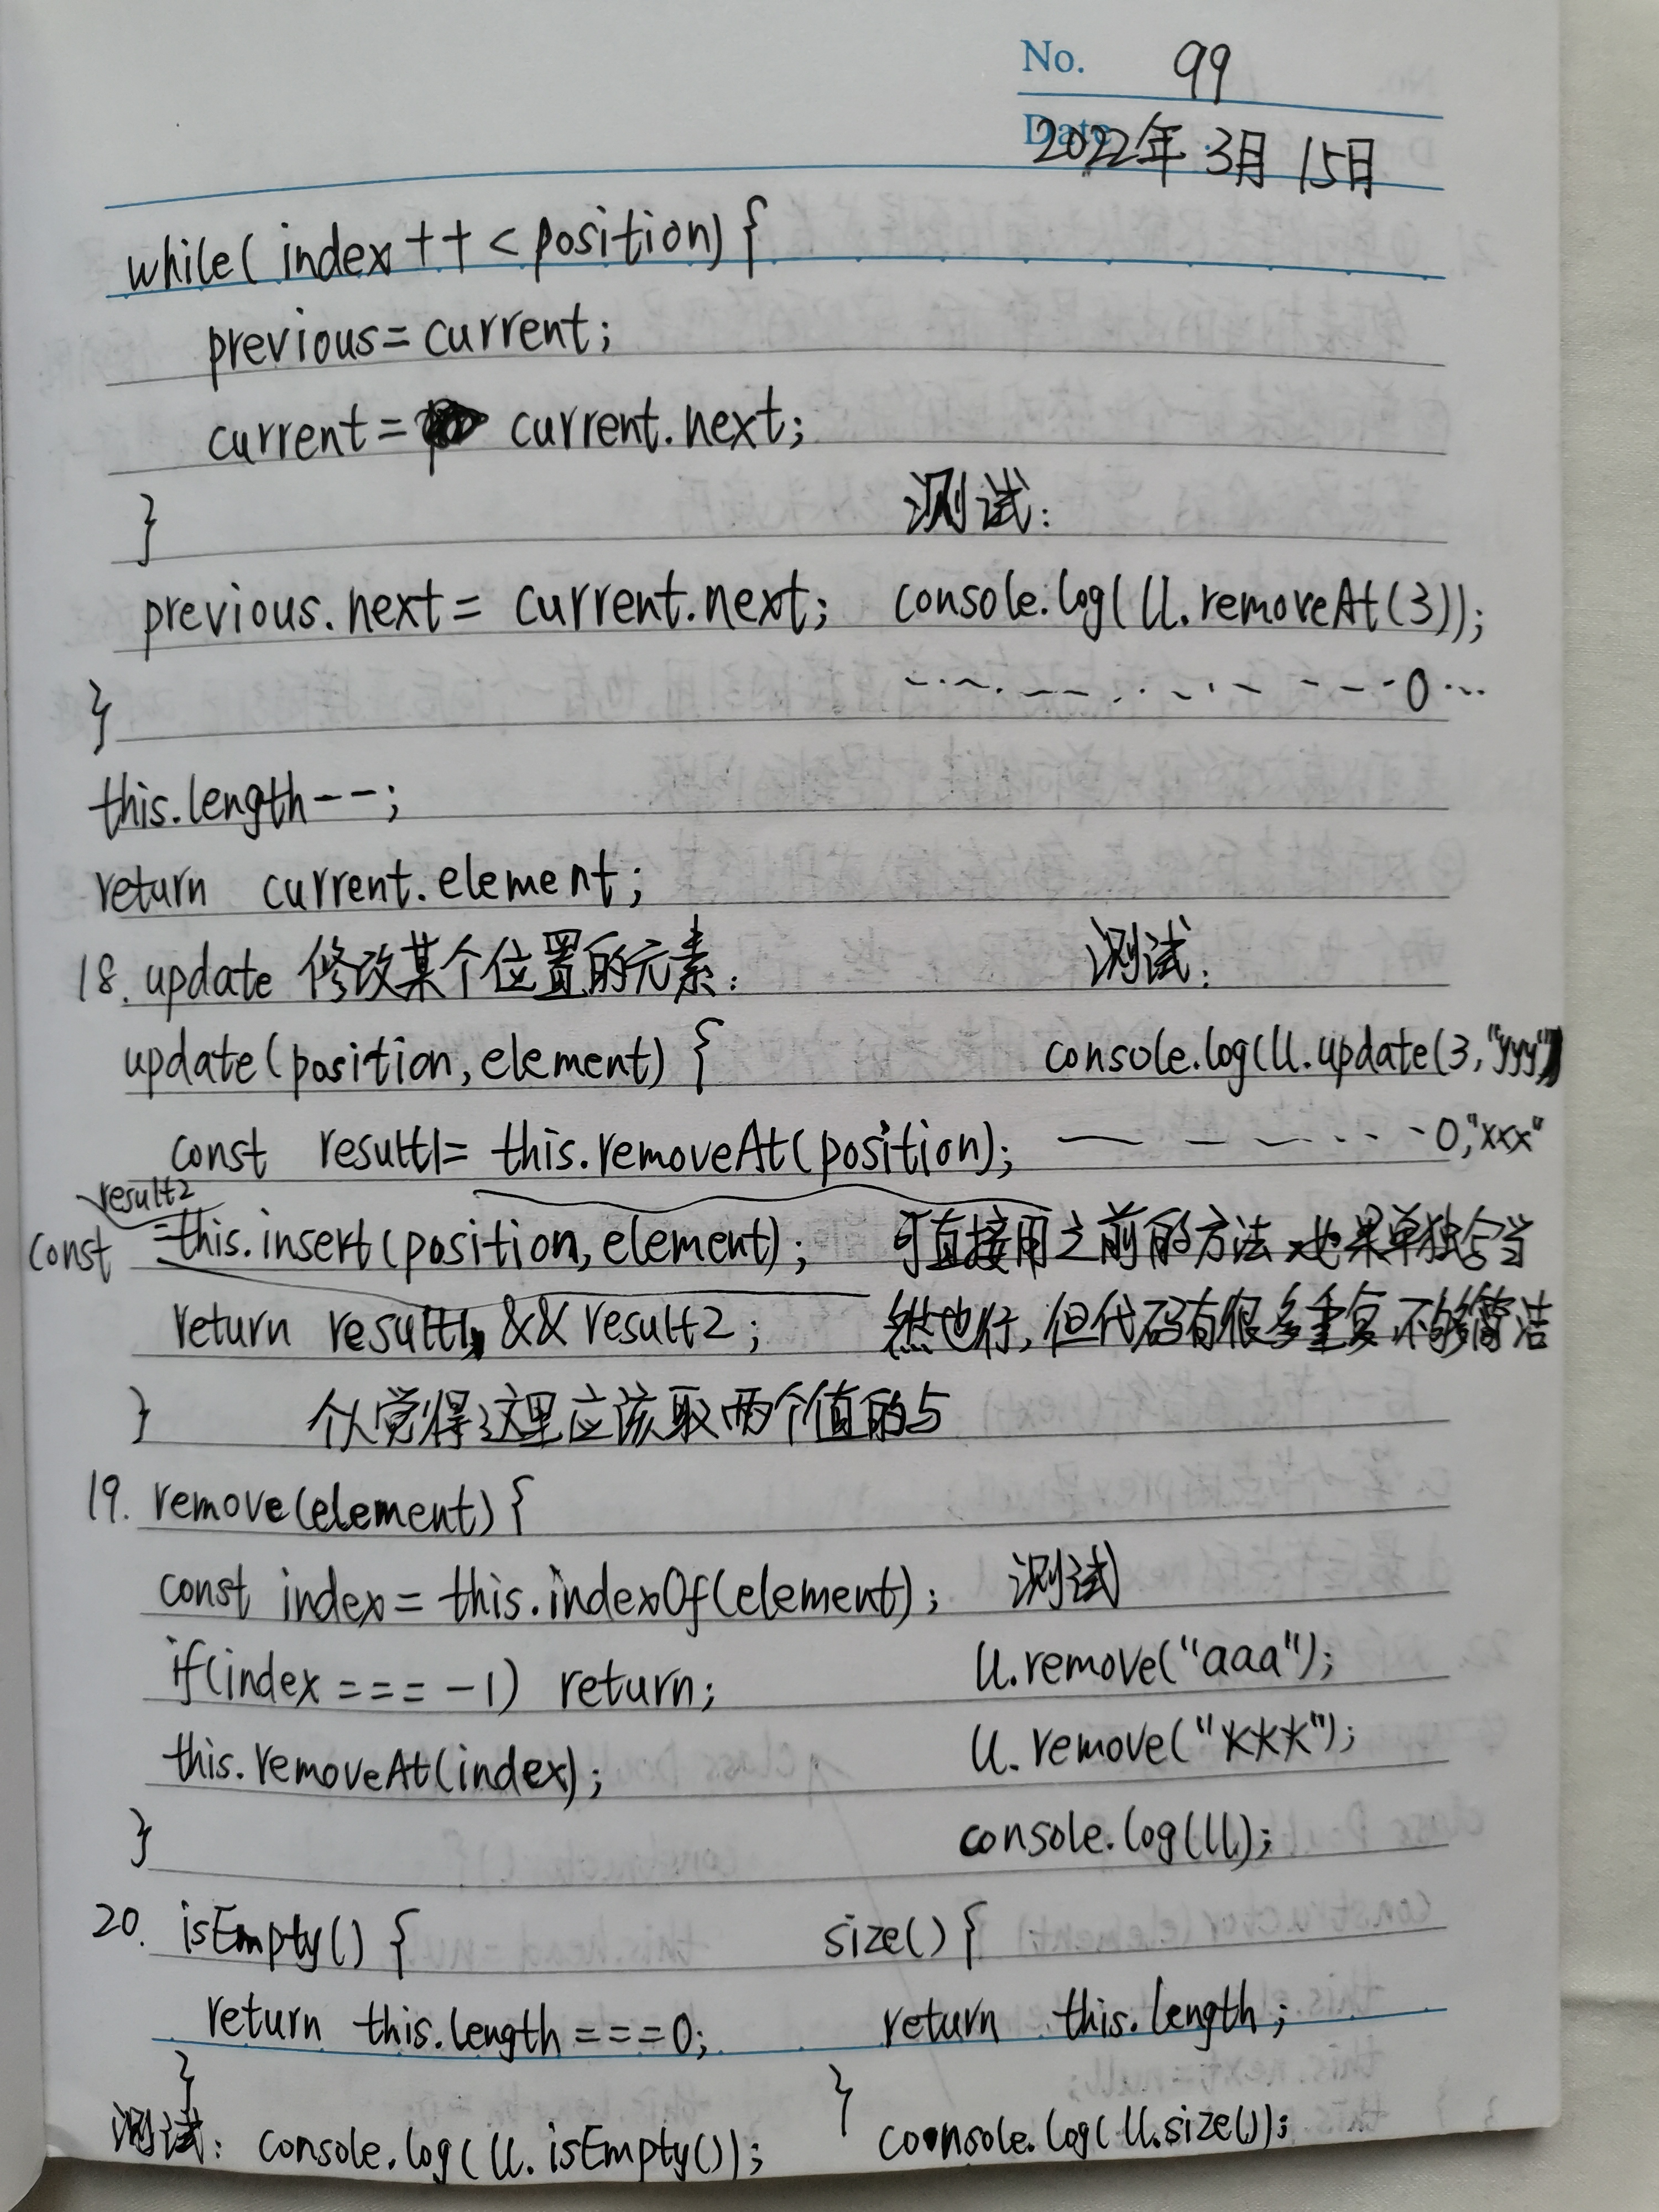 No. 99
Date 2022年3月15日
while( index++ < position) {
previous = current;
current = current.next;
} 测试:
previous.next = current.next; console.log(ll.removeAt(3));
} 0
this.length--;
return current.element;
18. update 修改某个位置的元素: 测试:
update(position, element) { console.log(ll.update(3,"yyy"))
const result1= this.removeAt(position); 0,"xxx"
const result2 =this.insert(position, element); 可直接用之前的方法,如果单独写当
return result1 && result2; 然也行,但代码有很多重复,不够简洁
} 个人觉得这里应该取两个值的与
19. remove(element) {
const index = this.indexOf(element); 测试
if(index === -1) return; ll.remove("aaa");
this.removeAt(index); ll.remove("xxx");
} console.log(ll);
20. isEmpty() { size() {
return this.length ===0; return this.length;
} }
测试: console.log(ll.isEmpty()); coonsole.log(ll.size());